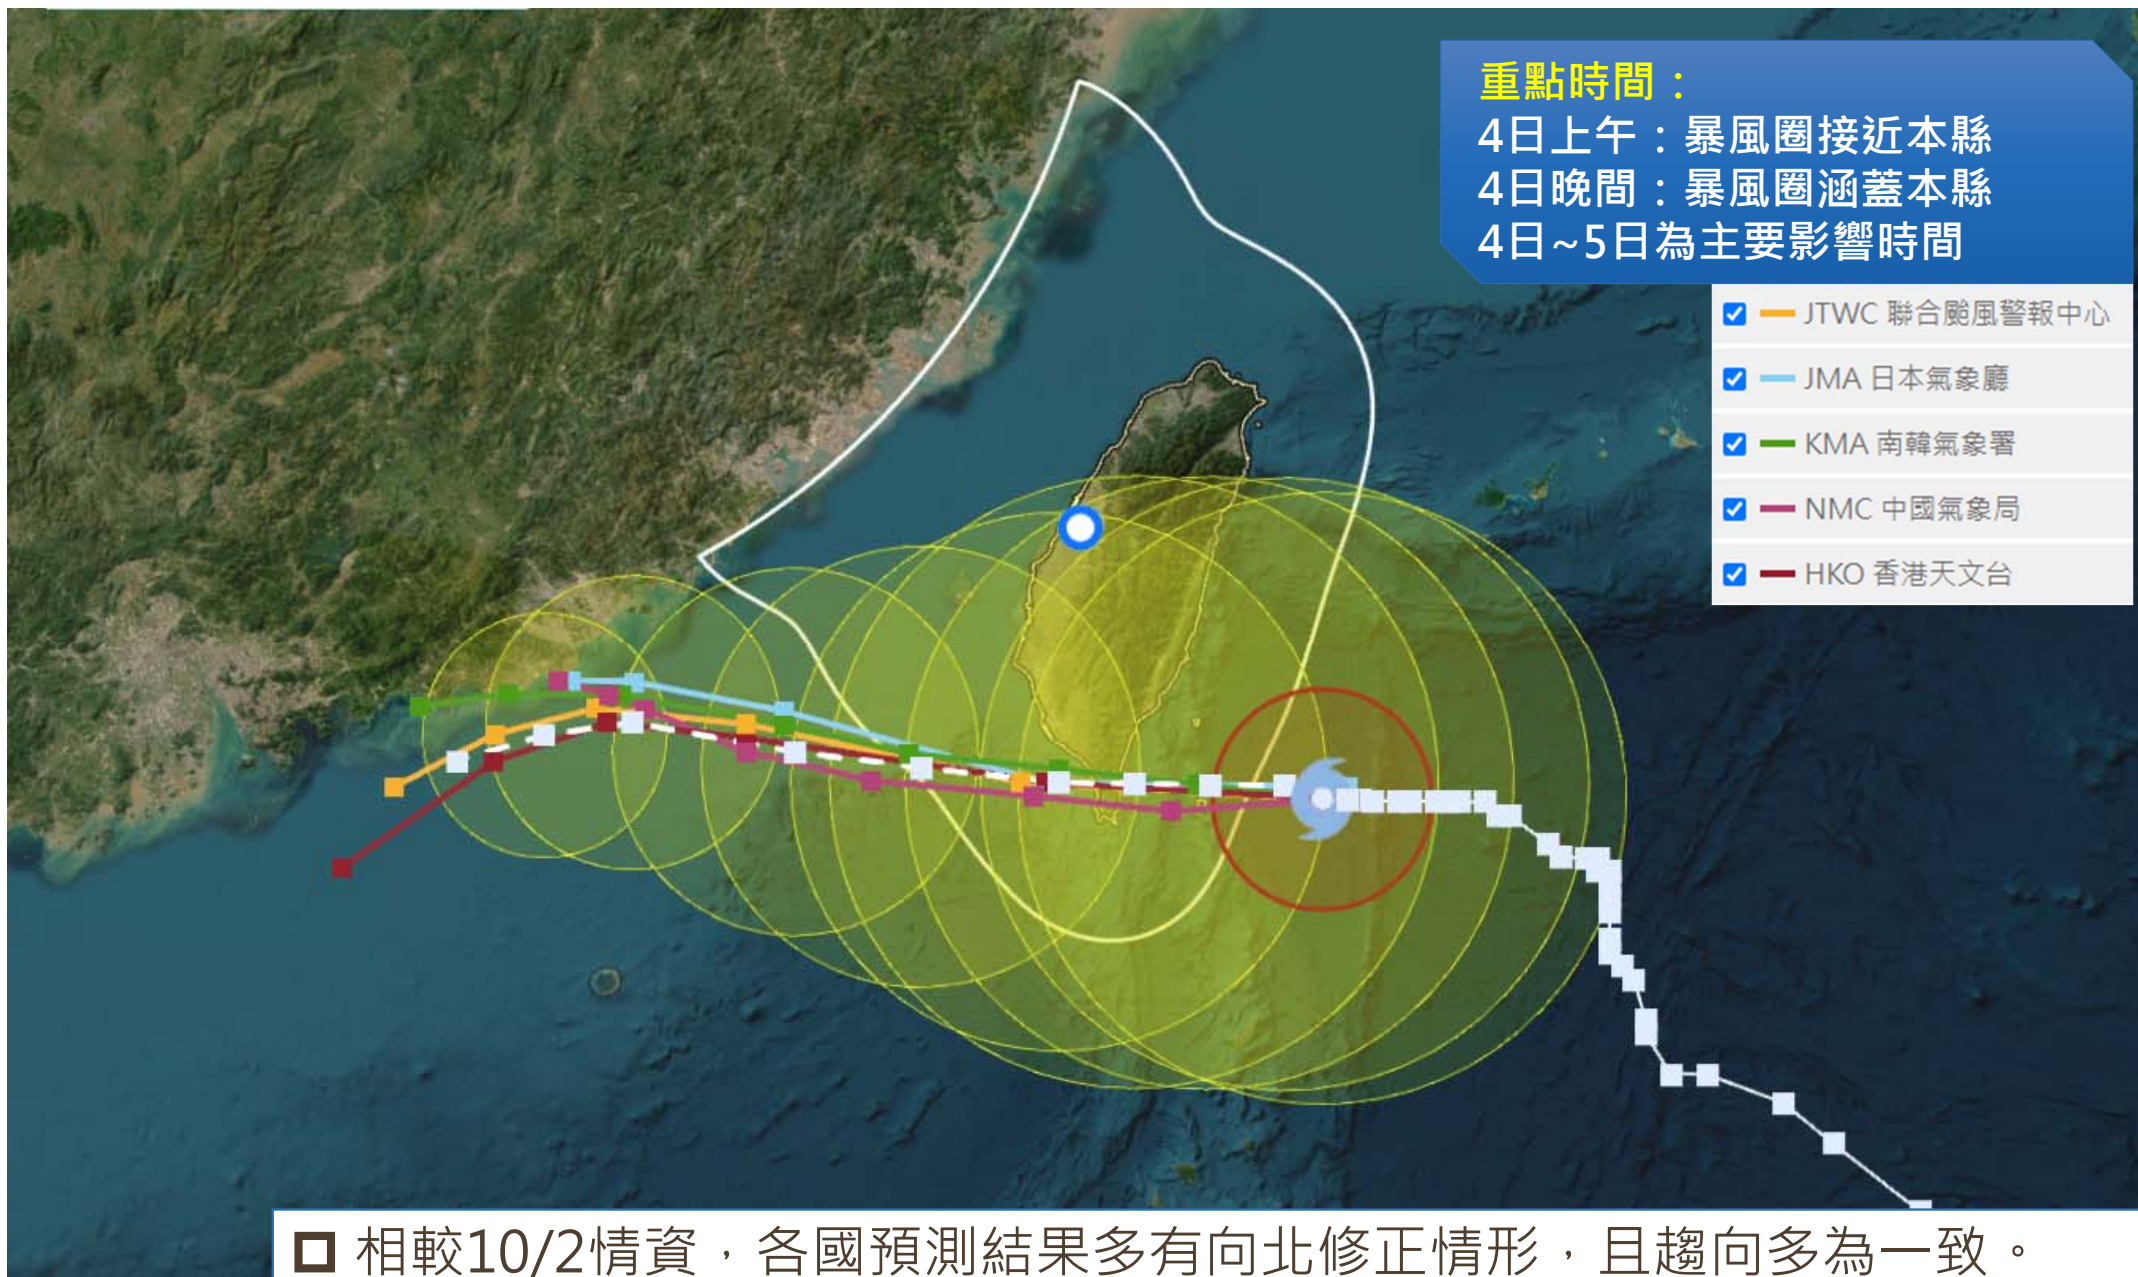 重點時間：
4日上午：暴風圈接近本縣
4日晚間：暴風圈涵蓋本縣
4日~5日為主要影響時間
JTWC 聯合颱風警報中心
JMA 日本氣象廳
KMA 南韓氣象署
NMC 中國氣象局
HKO 香港天文台
相較10/2情資，各國預測結果多有向北修正情形，且趨向多為一致。